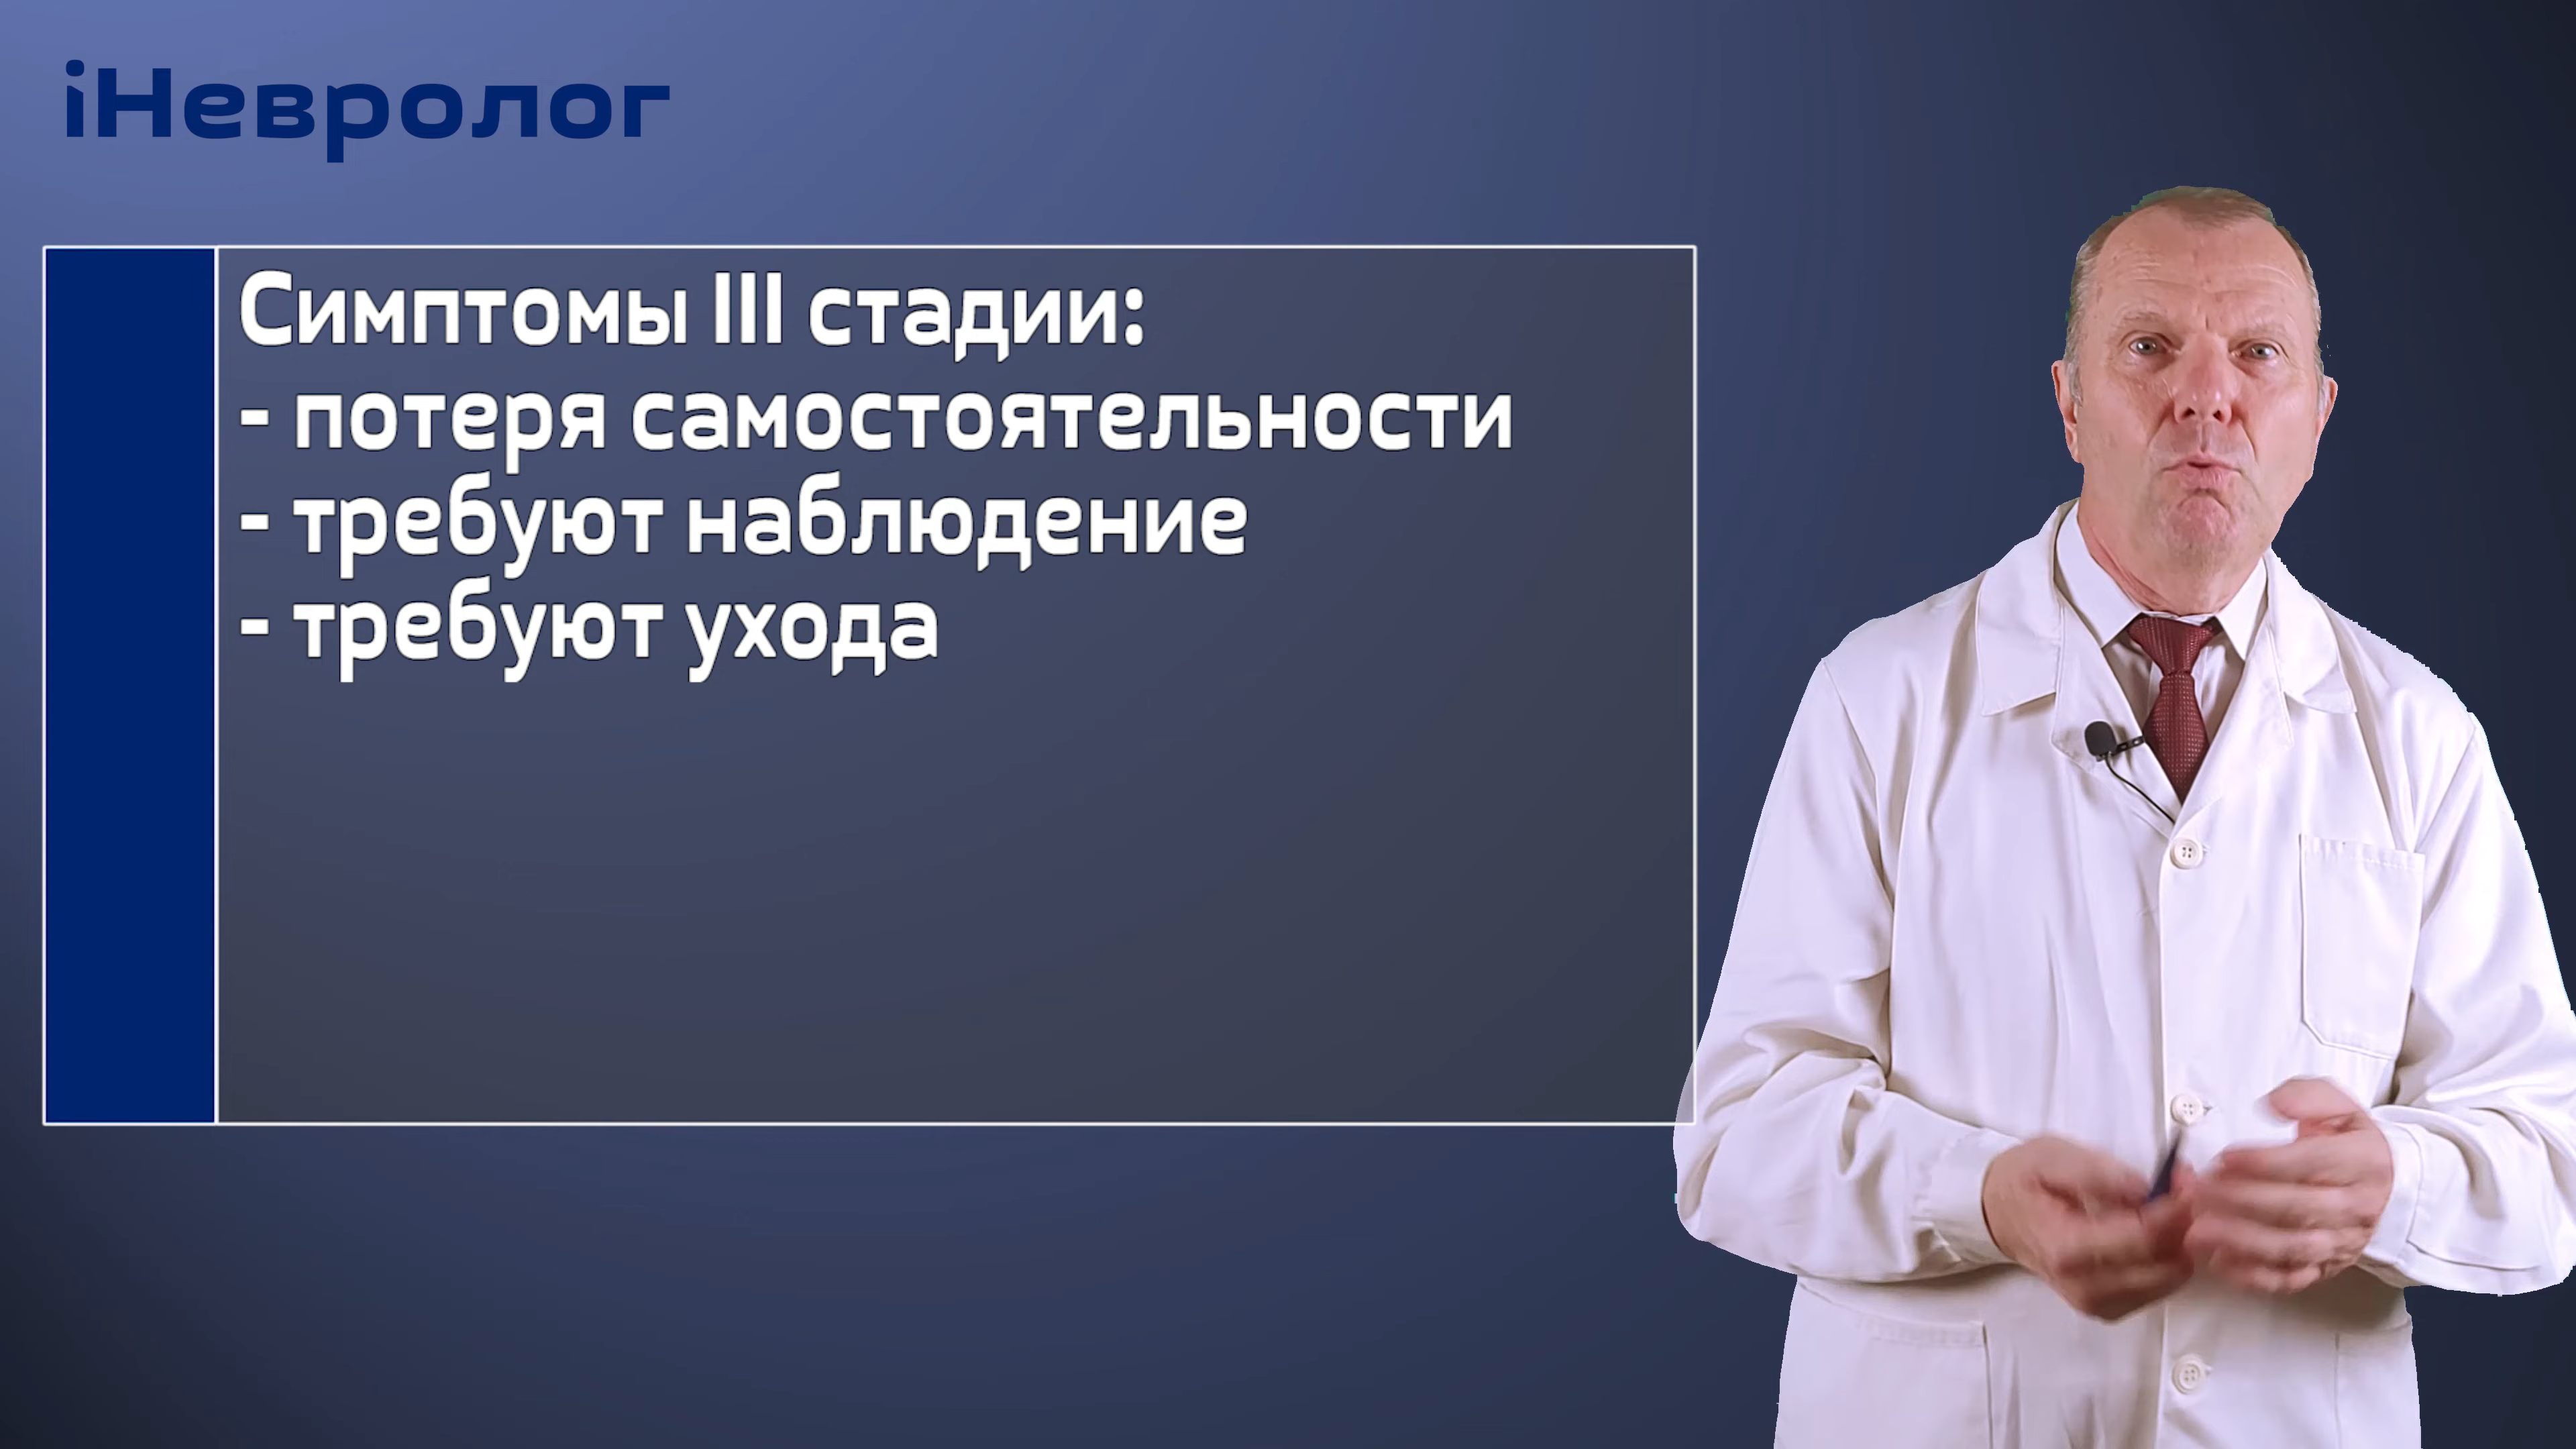 iНевролог
Симптомы III стадии:
- потеря самостоятельности
- требуют наблюдение
- требуют ухода